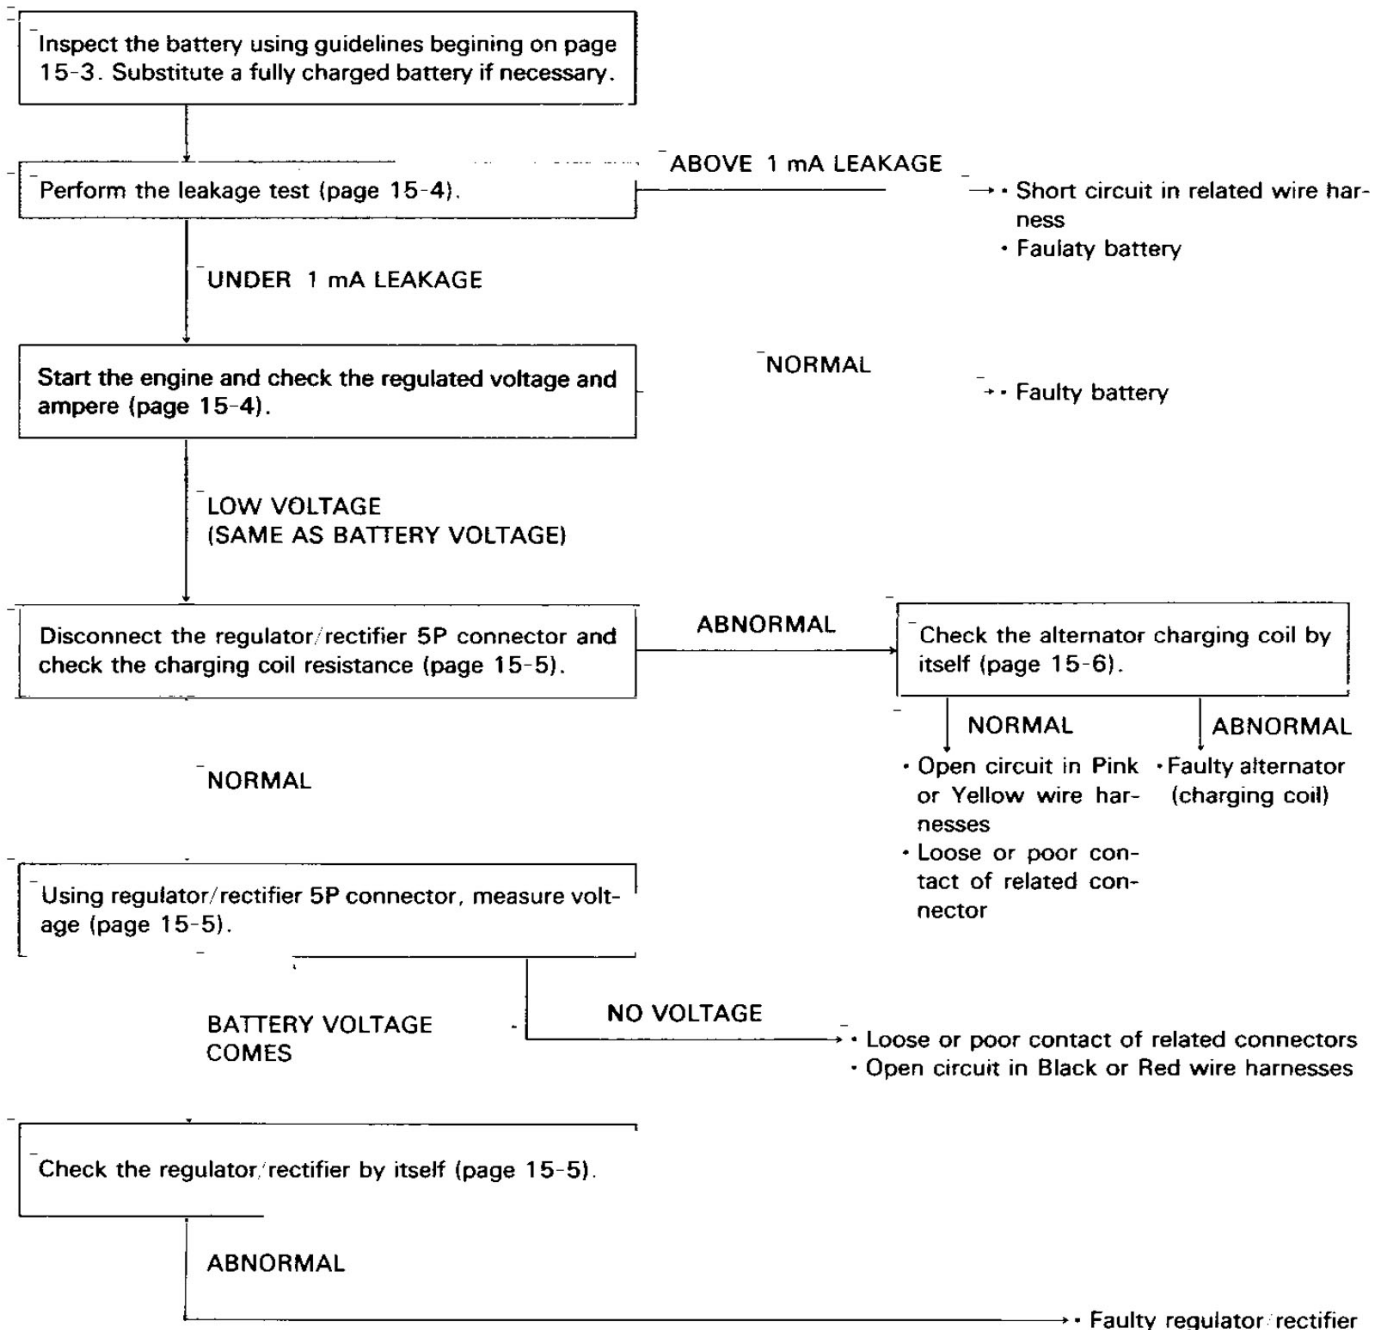 Inspect the battery using guidelines begining on page
15-3. Substitute a fully charged battery if necessary.
ABOVE 1 mA LEAKAGE
Perform the leakage test (page 15-4).
· Short circuit in related wire har-
ness
· Faulaty battery
UNDER 1 mA LEAKAGE
Start the engine and check the regulated voltage and
ampere (page 15-4).
NORMAL
· Faulty battery
LOW VOLTAGE
(SAME AS BATTERY VOLTAGE)
Disconnect the regulator/rectifier 5P connector and
check the charging coil resistance (page 15-5).
ABNORMAL
Check the alternator charging coil by
itself (page 15-6).
NORMAL
· Open circuit in Pink
or Yellow wire har-
nesses
· Loose or poor con-
tact of related con-
nector
ABNORMAL
· Faulty alternator
(charging coil)
NORMAL
Using regulator/rectifier 5P connector, measure volt-
age (page 15-5).
NO VOLTAGE
· Loose or poor contact of related connectors
· Open circuit in Black or Red wire harnesses
BATTERY VOLTAGE
COMES
Check the regulator/rectifier by itself (page 15-5).
ABNORMAL
· Faulty regulator/rectifier